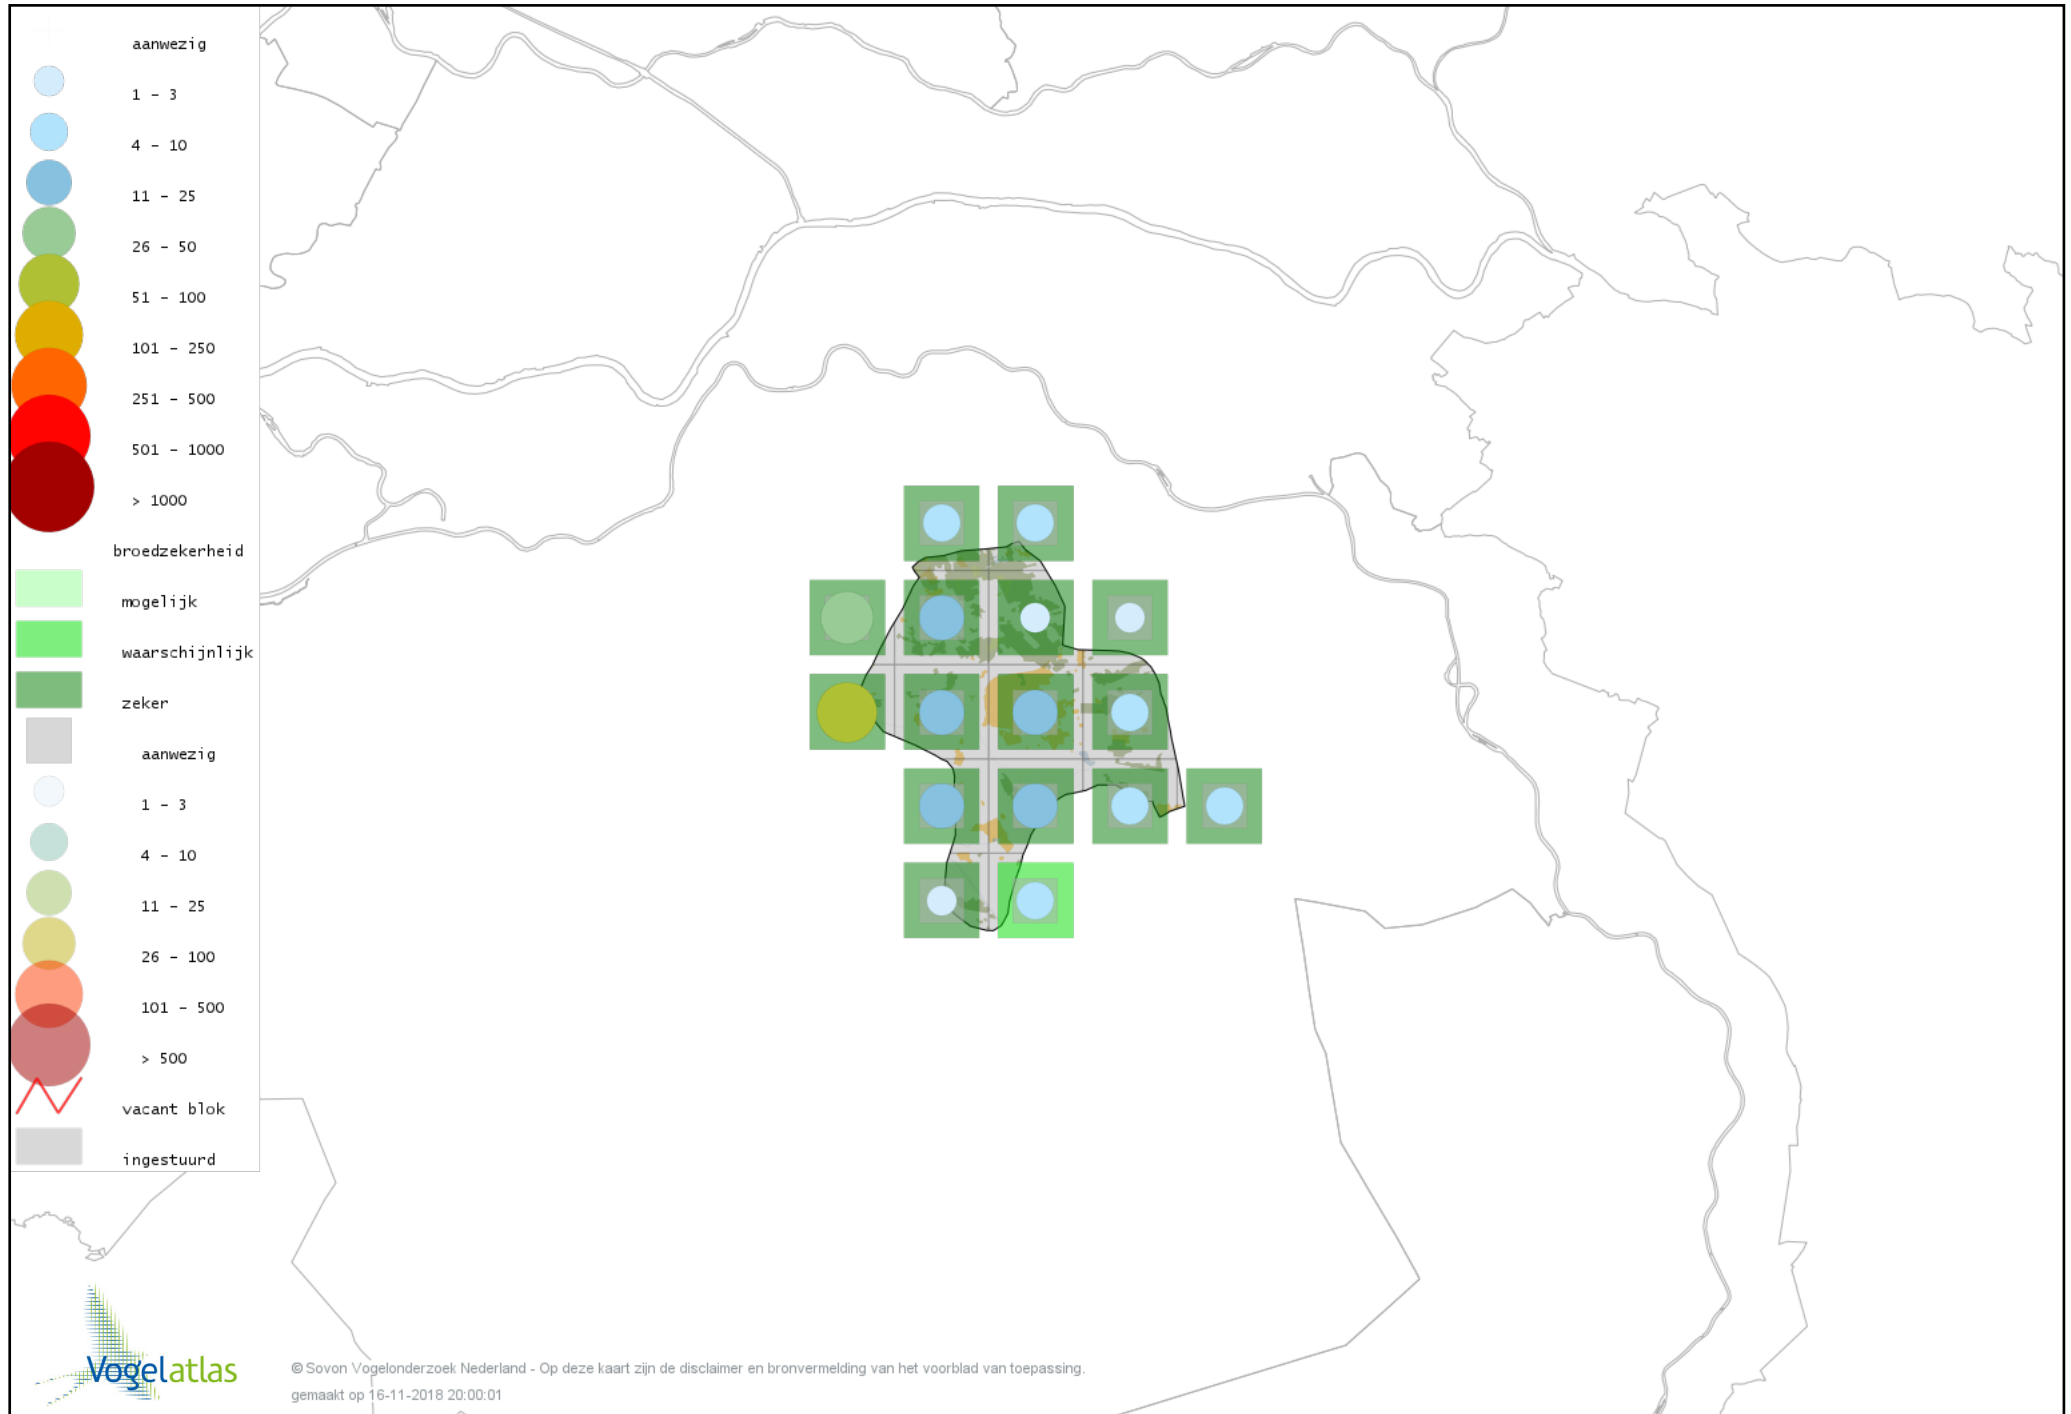 aanwezig
1 - 3
4 - 10
11 - 25
26 - 50
51 - 100
101 - 250
251 - 500
501 - 1000
> 1000
broedzekerheid
mogelijk
waarschijnlijk
zeker
aanwezig
1 - 3
4 - 10
11 - 25
26 - 100
101 - 500
> 500
vacant blok
ingestuurd
Vogelatlas
© Sovon Vogelonderzoek Nederland - Op deze kaart zijn de disclaimer en bronvermelding van het voorblad van toepassing.
gemaakt op 16-11-2018 20:00:01